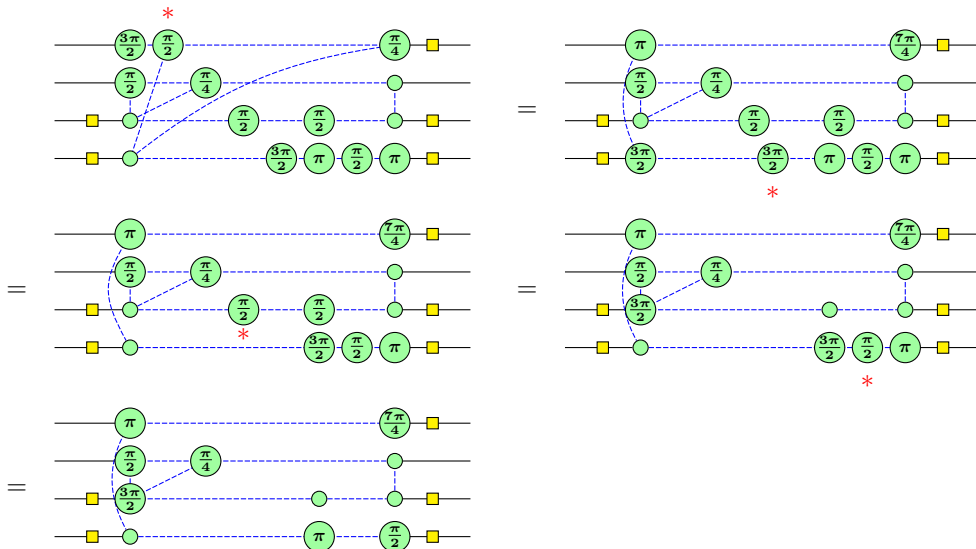 *
3π/2 π/2 π/4
π/2 π/4
π/2 π/2
3π/2 π π/2 π
=
π 7π/4
π/2 π/4
π/2 π/2
3π/2 3π/2 π π/2 π
*
=
π 7π/4
π/2 π/4
π/2 π/2
*
3π/2 π/2 π
=
π 7π/4
π/2 π/4
3π/2
3π/2 π/2 π
*
=
π 7π/4
π/2 π/4
3π/2
π π/2